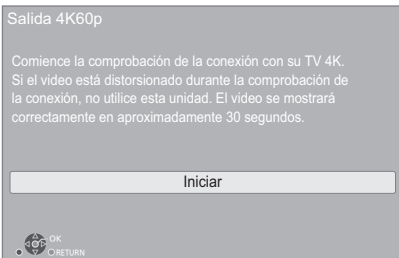 Salida 4K60p
Comience la comprobación de la conexión con su TV 4K.
Si el video está distorsionado durante la comprobación de
la conexión, no utilice esta unidad. El video se mostrará
correctamente en aproximadamente 30 segundos.
Iniciar
OK
RETURN